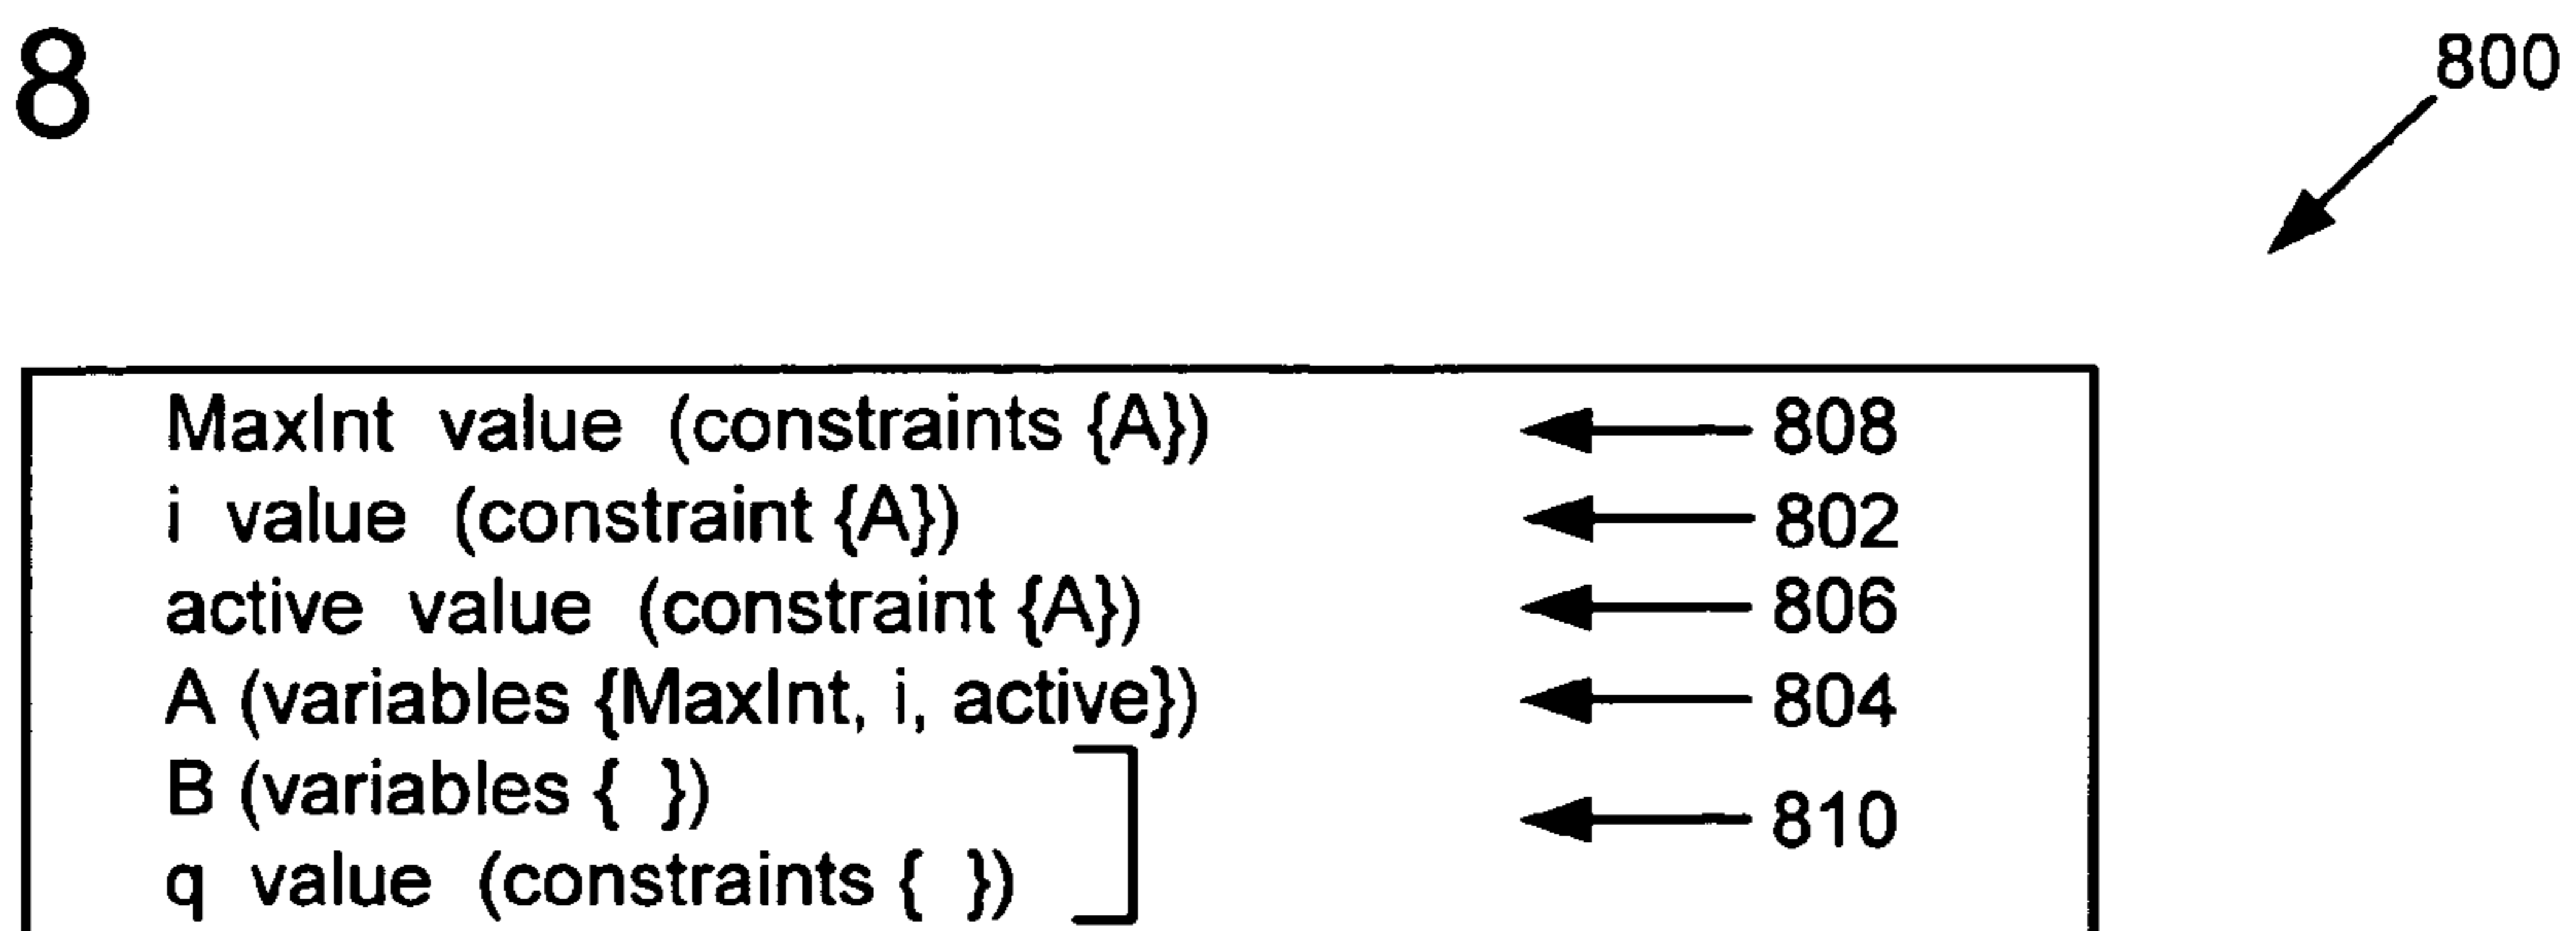 8
800
MaxInt value (constraints {A}) 808
i value (constraint {A}) 802
active value (constraint {A}) 806
A (variables {MaxInt, i, active}) 804
B (variables { })
810
q value (constraints { })